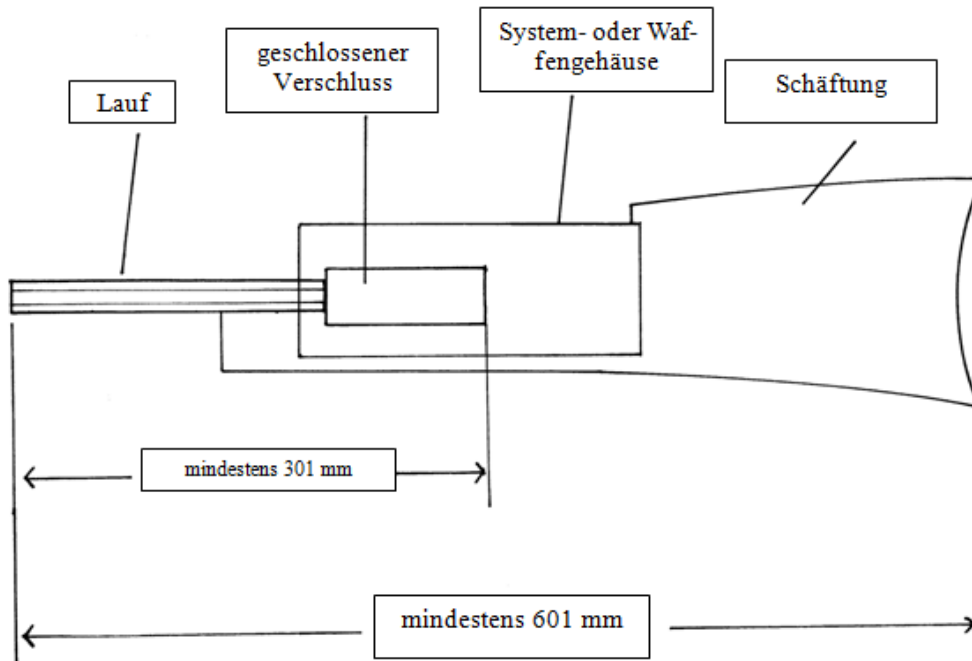 System- oder Waf-
fengehäuse
geschlossener
Verschluss
Schäftung
Lauf
mindestens 301 mm
mindestens 601 mm